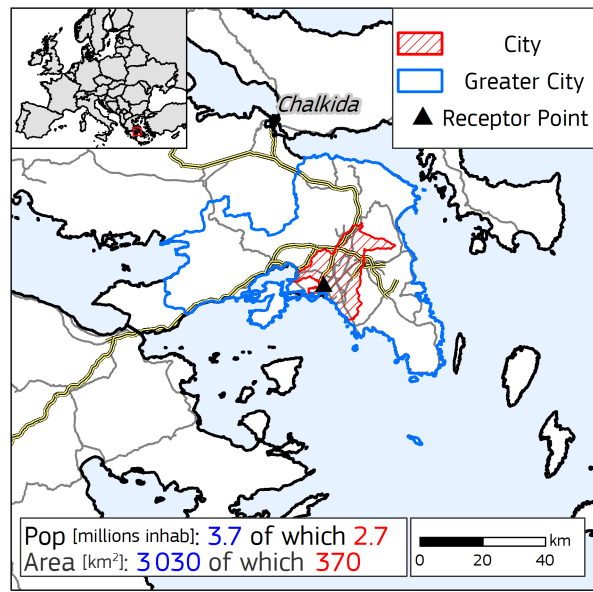 City
Greater City
Receptor Point
Chalkida
Pop [millions inhab]: 3.7 of which 2.7
Area [km²]: 3 030 of which 370
km
0 20 40